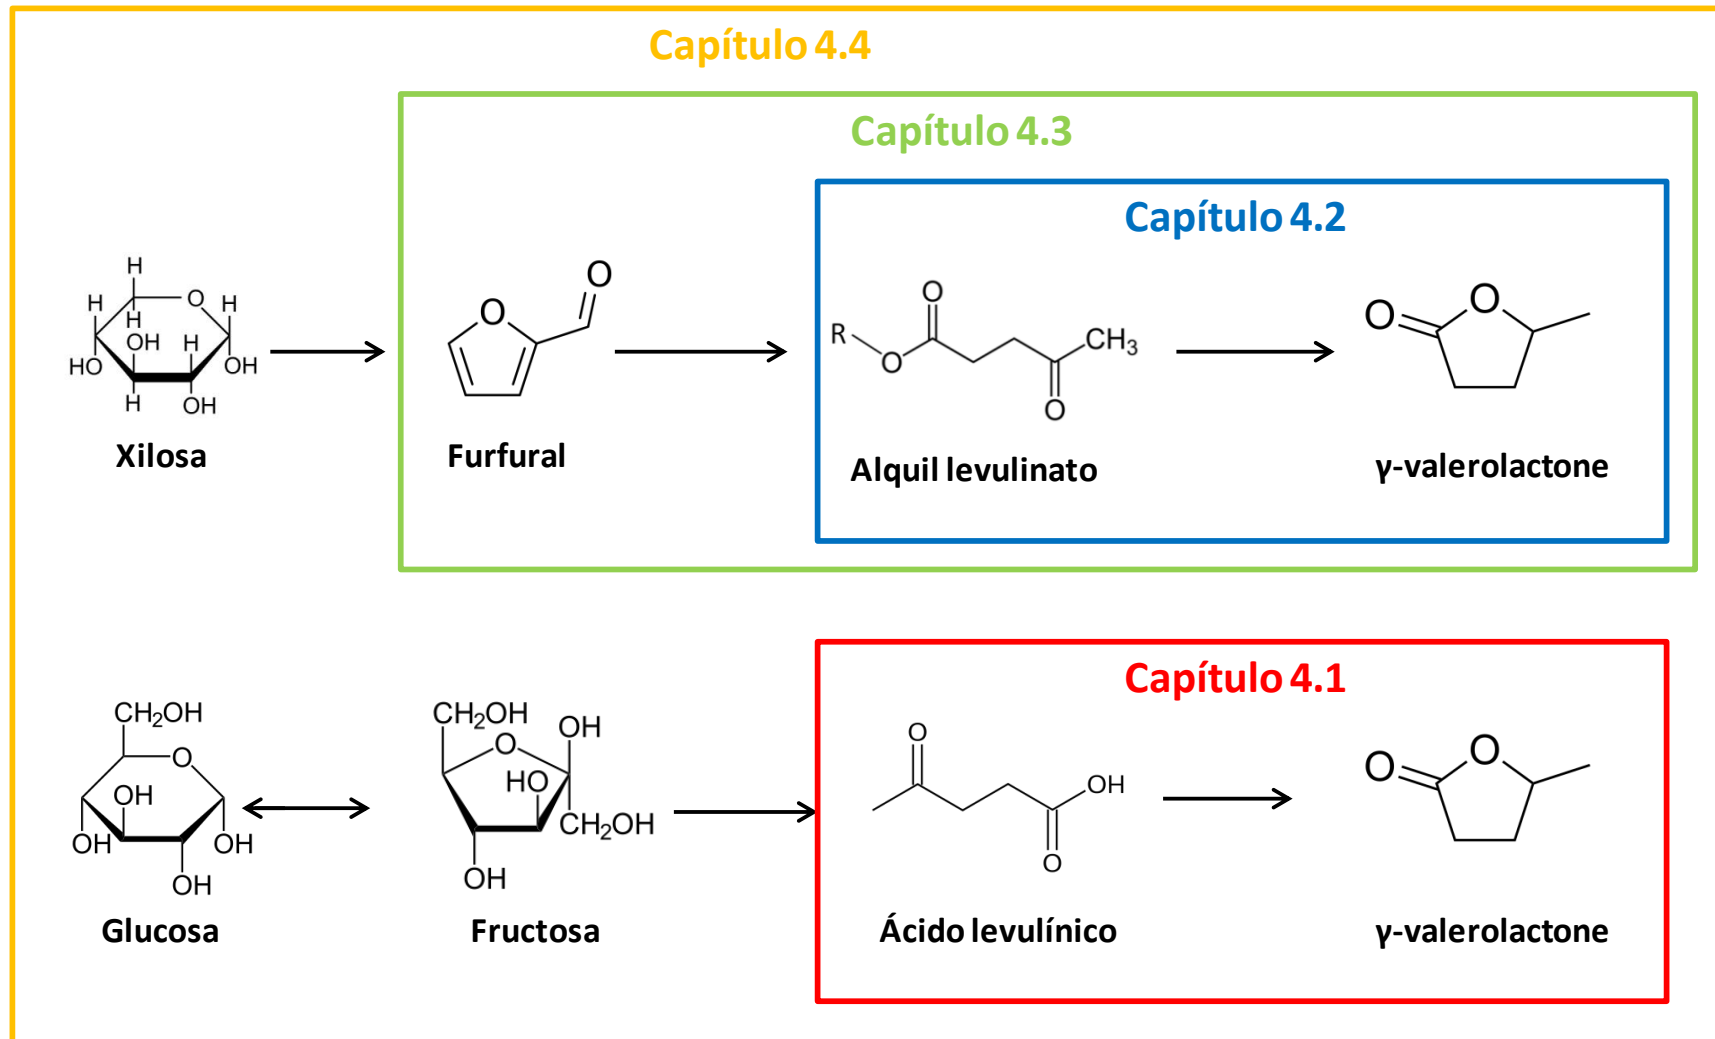 Capítulo 4.4
Capítulo 4.3
Capítulo 4.2
H
H
O
H
H
OH
H
HO
OH
H
OH
Xilosa
O
O
Furfural
O
R
O
CH3
O
Alquil levulinato
O
O
γ-valerolactone
Capítulo 4.1
CH2OH
O
OH
OH
OH
OH
Glucosa
CH2OH
OH
O
HO
CH2OH
OH
Fructosa
O
OH
O
Ácido levulínico
O
O
γ-valerolactone